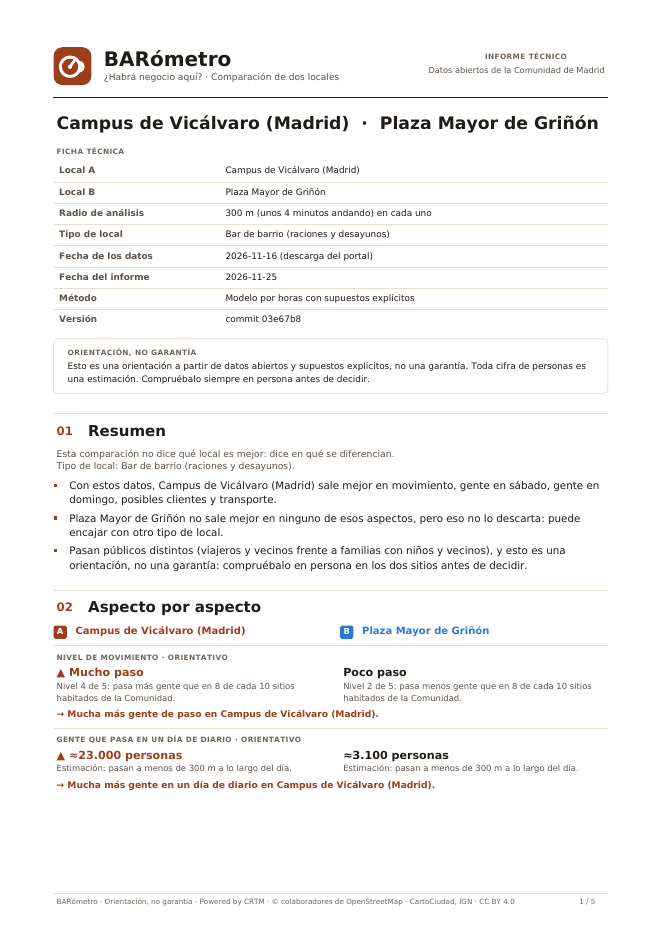 BARómetro
¿Habrá negocio aquí? · Comparación de dos locales
INFORME TÉCNICO
Datos abiertos de la Comunidad de Madrid
Campus de Vicálvaro (Madrid) · Plaza Mayor de Griñón
FICHA TÉCNICA
Local A Campus de Vicálvaro (Madrid)
Local B Plaza Mayor de Griñón
Radio de análisis 300 m (unos 4 minutos andando) en cada uno
Tipo de local Bar de barrio (raciones y desayunos)
Fecha de los datos 2026-11-16 (descarga del portal)
Fecha del informe 2026-11-25
Método Modelo por horas con supuestos explícitos
Versión commit 03e67b8
ORIENTACIÓN, NO GARANTÍA
Esto es una orientación a partir de datos abiertos y supuestos explícitos, no una garantía. Toda cifra de personas es
una estimación. Compruébalo siempre en persona antes de decidir.
01 Resumen
Esta comparación no dice qué local es mejor: dice en qué se diferencian.
Tipo de local: Bar de barrio (raciones y desayunos).
▪ Con estos datos, Campus de Vicálvaro (Madrid) sale mejor en movimiento, gente en sábado, gente en
domingo, posibles clientes y transporte.
▪ Plaza Mayor de Griñón no sale mejor en ninguno de esos aspectos, pero eso no lo descarta: puede
encajar con otro tipo de local.
▪ Pasan públicos distintos (viajeros y vecinos frente a familias con niños y vecinos), y esto es una
orientación, no una garantía: compruébalo en persona en los dos sitios antes de decidir.
02 Aspecto por aspecto
A Campus de Vicálvaro (Madrid)
B Plaza Mayor de Griñón
NIVEL DE MOVIMIENTO · ORIENTATIVO
▲ Mucho paso
Nivel 4 de 5: pasa más gente que en 8 de cada 10 sitios
habitados de la Comunidad.
Poco paso
Nivel 2 de 5: pasa menos gente que en 8 de cada 10 sitios
habitados de la Comunidad.
→ Mucha más gente de paso en Campus de Vicálvaro (Madrid).
GENTE QUE PASA EN UN DÍA DE DIARIO · ORIENTATIVO
▲ ≈23.000 personas
Estimación: pasan a menos de 300 m a lo largo del día.
≈3.100 personas
Estimación: pasan a menos de 300 m a lo largo del día.
→ Mucha más gente en un día de diario en Campus de Vicálvaro (Madrid).
BARómetro · Orientación, no garantía · Powered by CRTM · © colaboradores de OpenStreetMap · CartoCiudad, IGN · CC BY 4.0
1 / 5